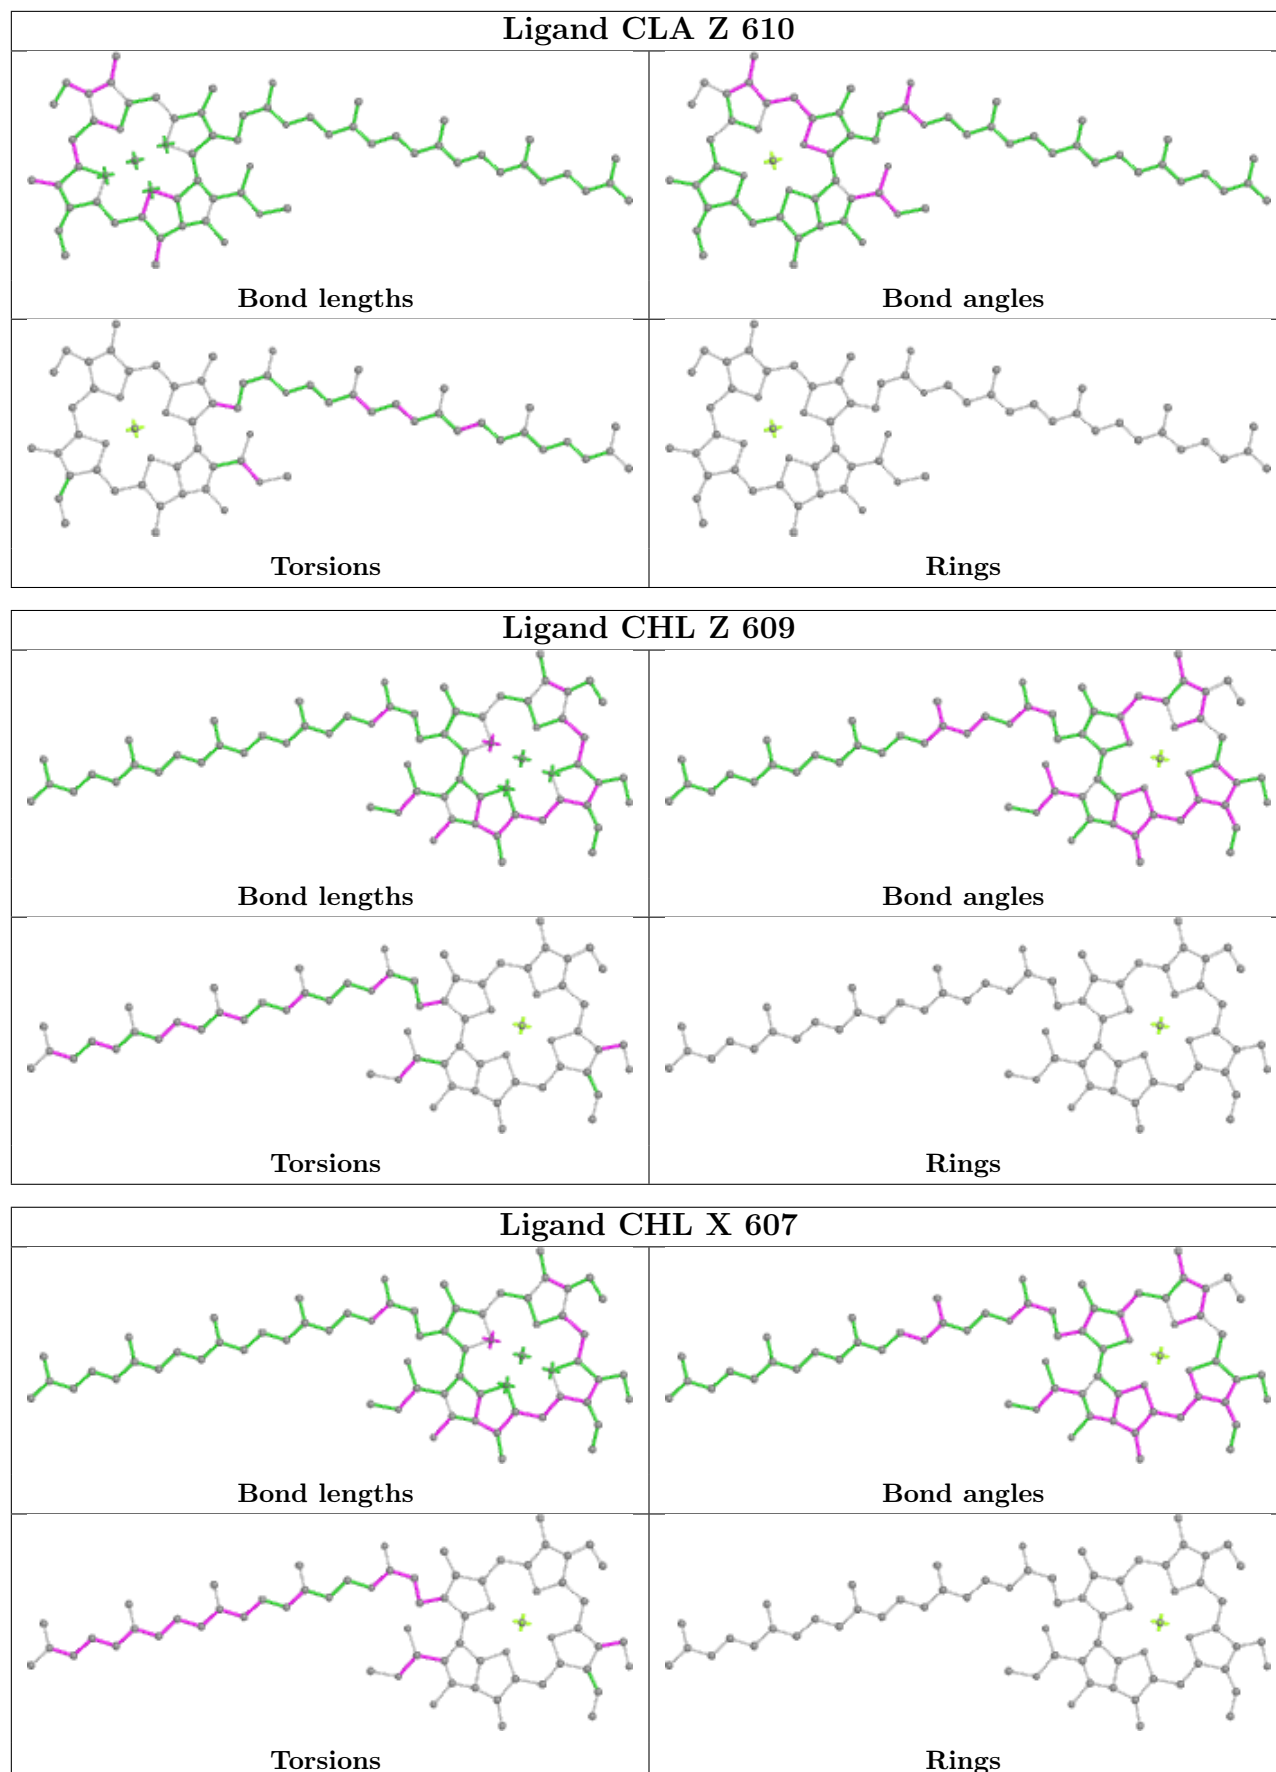 Ligand CLA Z 610
Bond lengths
Bond angles
Torsions
Rings
Ligand CHL Z 609
Bond lengths
Bond angles
Torsions
Rings
Ligand CHL X 607
Bond lengths
Bond angles
Torsions
Rings